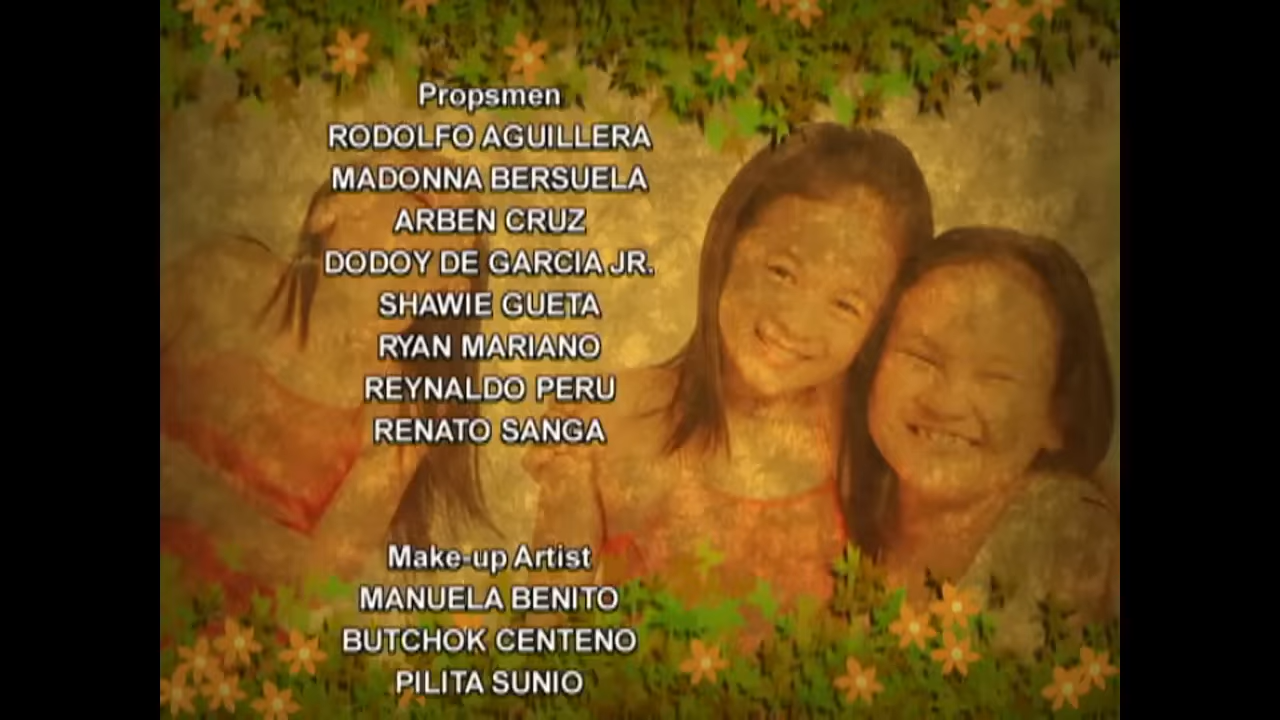 Propsmen
RODOLFO AGUILLERA
MADONNA BERSUELA
ARBEN CRUZ
DODOY DE GARCIA JR.
SHAWIE GUETA
RYAN MARIANO
REYNALDO PERU
RENATO SANGA
Make-up Artist
MANUELA BENITO
BUTCHOK CENTENO
PILITA SUNIO